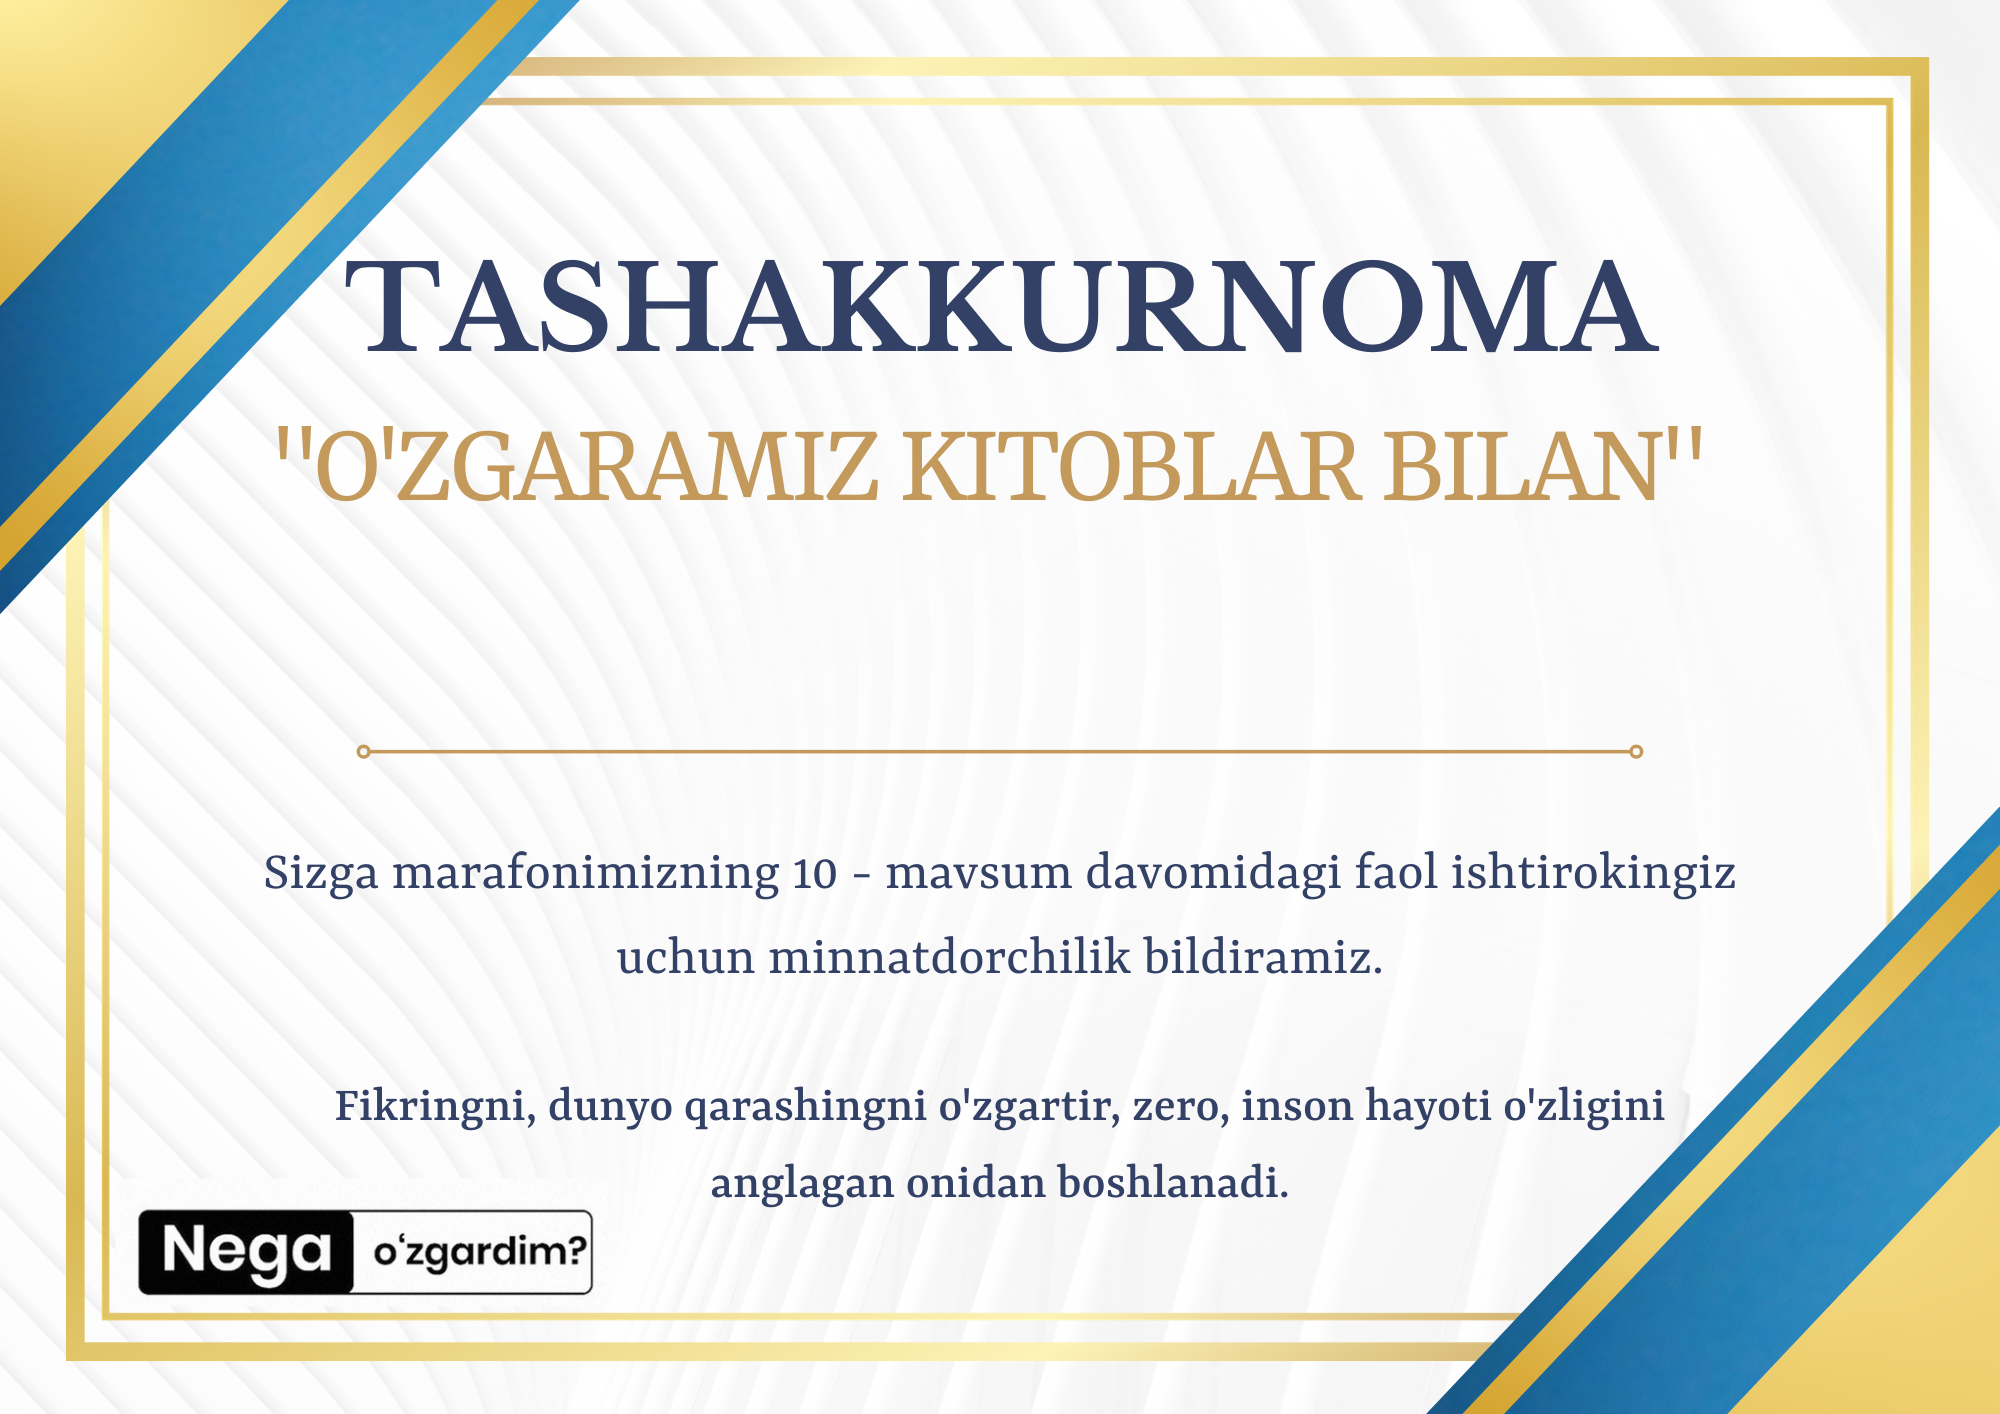 TASHAKKURNOMA
"O'ZGARAMIZ KITOBLAR BILAN"
Sizga marafonimizning 10 - mavsum davomidagi faol ishtirokingiz
uchun minnatdorchilik bildiramiz.
Fikringni, dunyo qarashingni o'zgartir, zero, inson hayoti o'zligini
anglagan onidan boshlanadi.
Nega o‘zgardim?